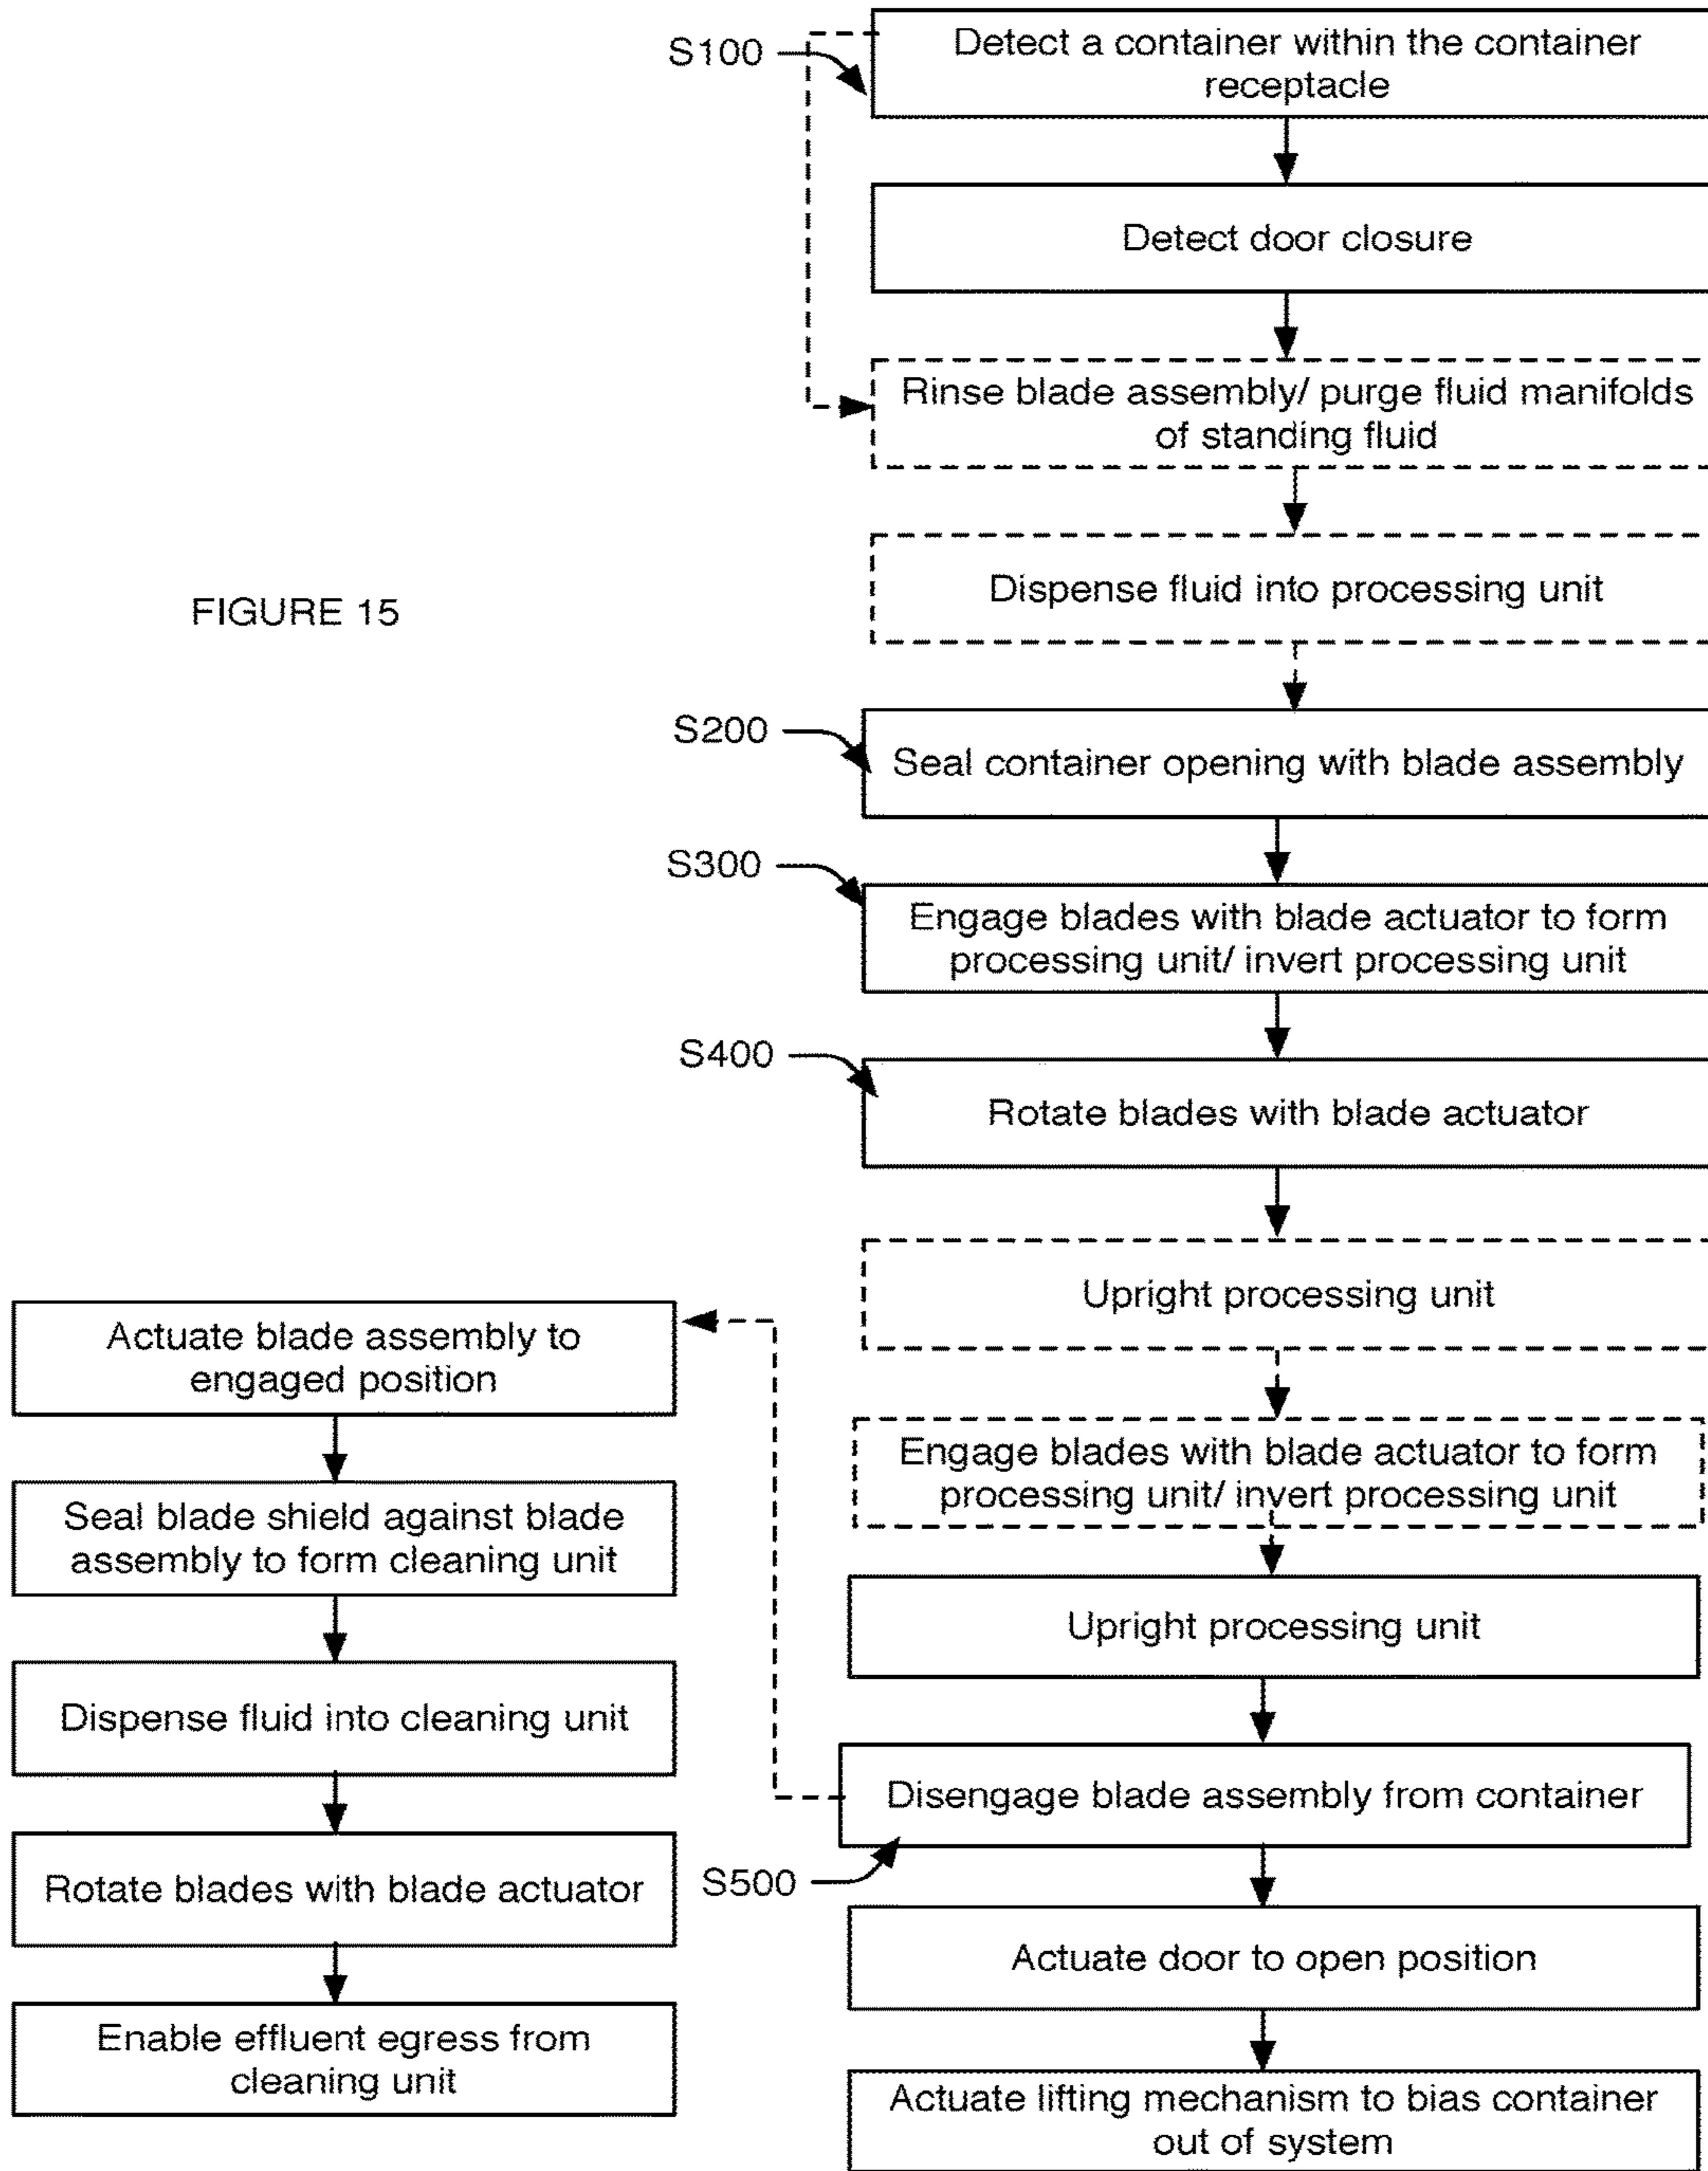 S100
Detect a container within the container
receptacle
Detect door closure
Rinse blade assembly/ purge fluid manifolds
of standing fluid
Dispense fluid into processing unit
FIGURE 15
S200
Seal container opening with blade assembly
S300
Engage blades with blade actuator to form
processing unit/ invert processing unit
S400
Rotate blades with blade actuator
Upright processing unit
Engage blades with blade actuator to form
processing unit/ invert processing unit
Upright processing unit
Disengage blade assembly from container
S500
Actuate door to open position
Actuate lifting mechanism to bias container
out of system
Actuate blade assembly to
engaged position
Seal blade shield against blade
assembly to form cleaning unit
Dispense fluid into cleaning unit
Rotate blades with blade actuator
Enable effluent egress from
cleaning unit